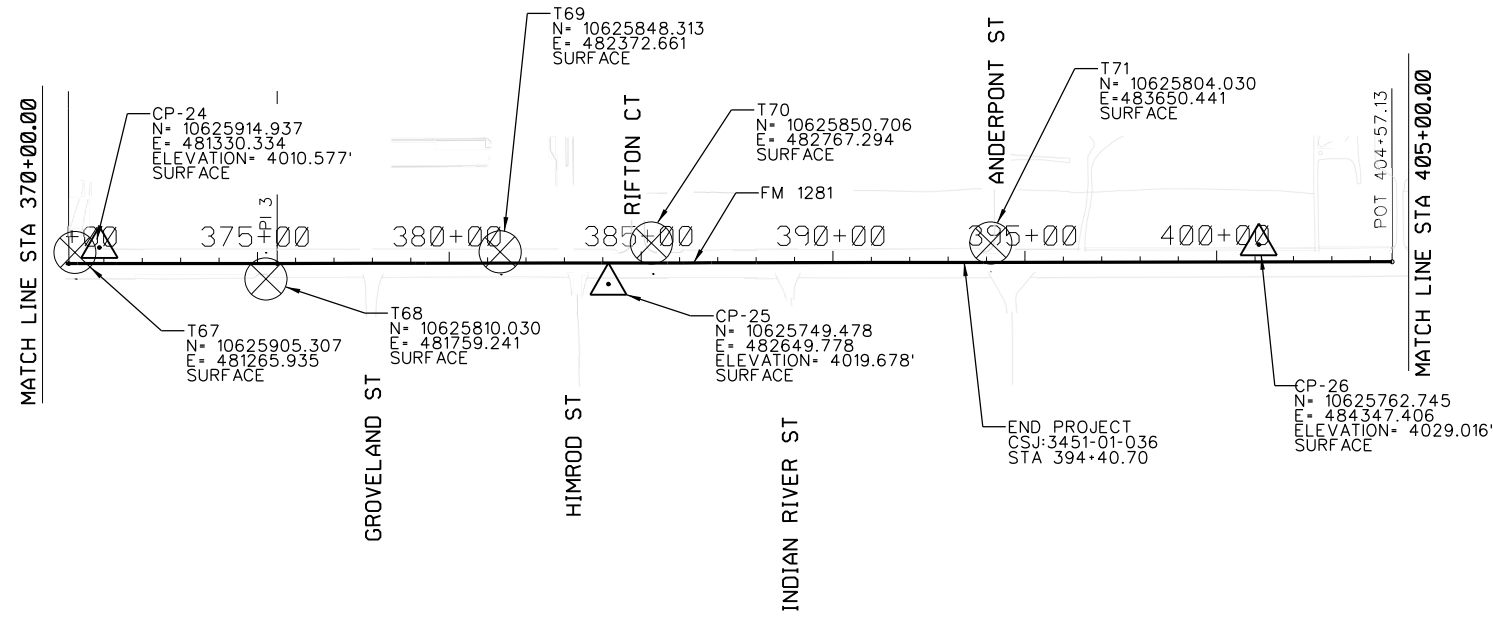 T69
N= 10625848.313
E= 482372.661
SURFACE
ANDERPONT ST
T71
N= 10625804.030
E=483650.441
SURFACE
RIFTON CT
T70
N= 10625850.706
E= 482767.294
SURFACE
CP-24
N= 10625914.937
E= 481330.334
ELEVATION= 4010.577'
SURFACE
MATCH LINE STA 370+00.00
PI 3
FM 1281
POT 404+57.13
MATCH LINE STA 405+00.00
+00
375+00
380+00
385+00
390+00
395+00
400+00
T67
N= 10625905.307
E= 481265.935
SURFACE
T68
N= 10625810.030
E= 481759.241
SURFACE
CP-25
N= 10625749.478
E= 482649.778
ELEVATION= 4019.678'
SURFACE
GROVELAND ST
HIMROD ST
INDIAN RIVER ST
END PROJECT
CSJ:3451-01-036
STA 394+40.70
CP-26
N= 10625762.745
E= 484347.406
ELEVATION= 4029.016'
SURFACE